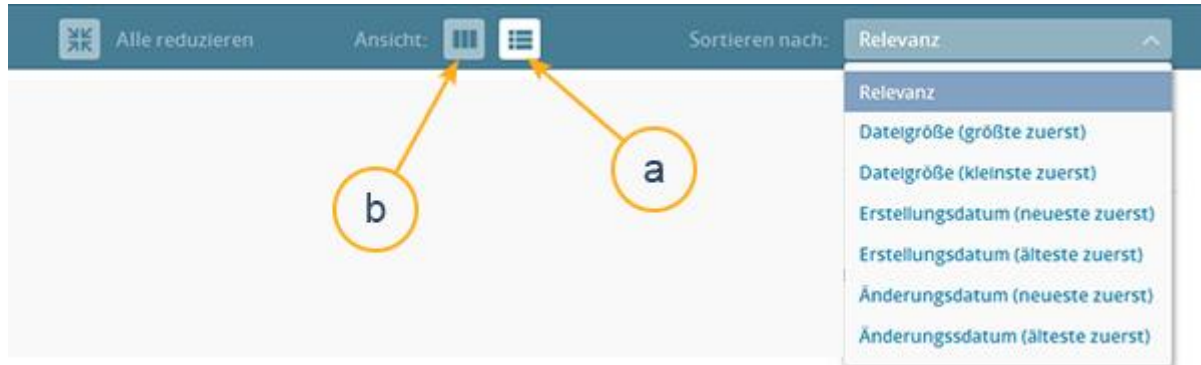 Alle reduzieren
Ansicht:
Sortieren nach:
Relevanz
Relevanz
Dateigröße (größte zuerst)
Dateigröße (kleinste zuerst)
Erstellungsdatum (neueste zuerst)
Erstellungsdatum (älteste zuerst)
Änderungsdatum (neueste zuerst)
Änderungssdatum (älteste zuerst)
a
b